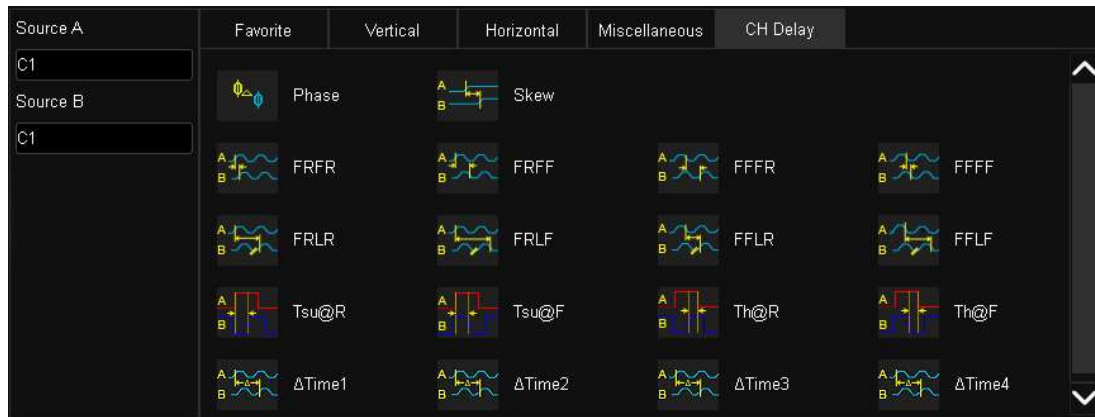 Source A
C1
Source B
C1
Favorite Vertical Horizontal Miscellaneous CH Delay
ϕ△ϕ Phase A B Skew
A B FRFR A B FRFF A B FFFR A B FFFF
A B FRLR A B FRLF A B FFLR A B FFLF
A B Tsu@R A B Tsu@F A B Th@R A B Th@F
A B ΔTime1 A B ΔTime2 A B ΔTime3 A B ΔTime4